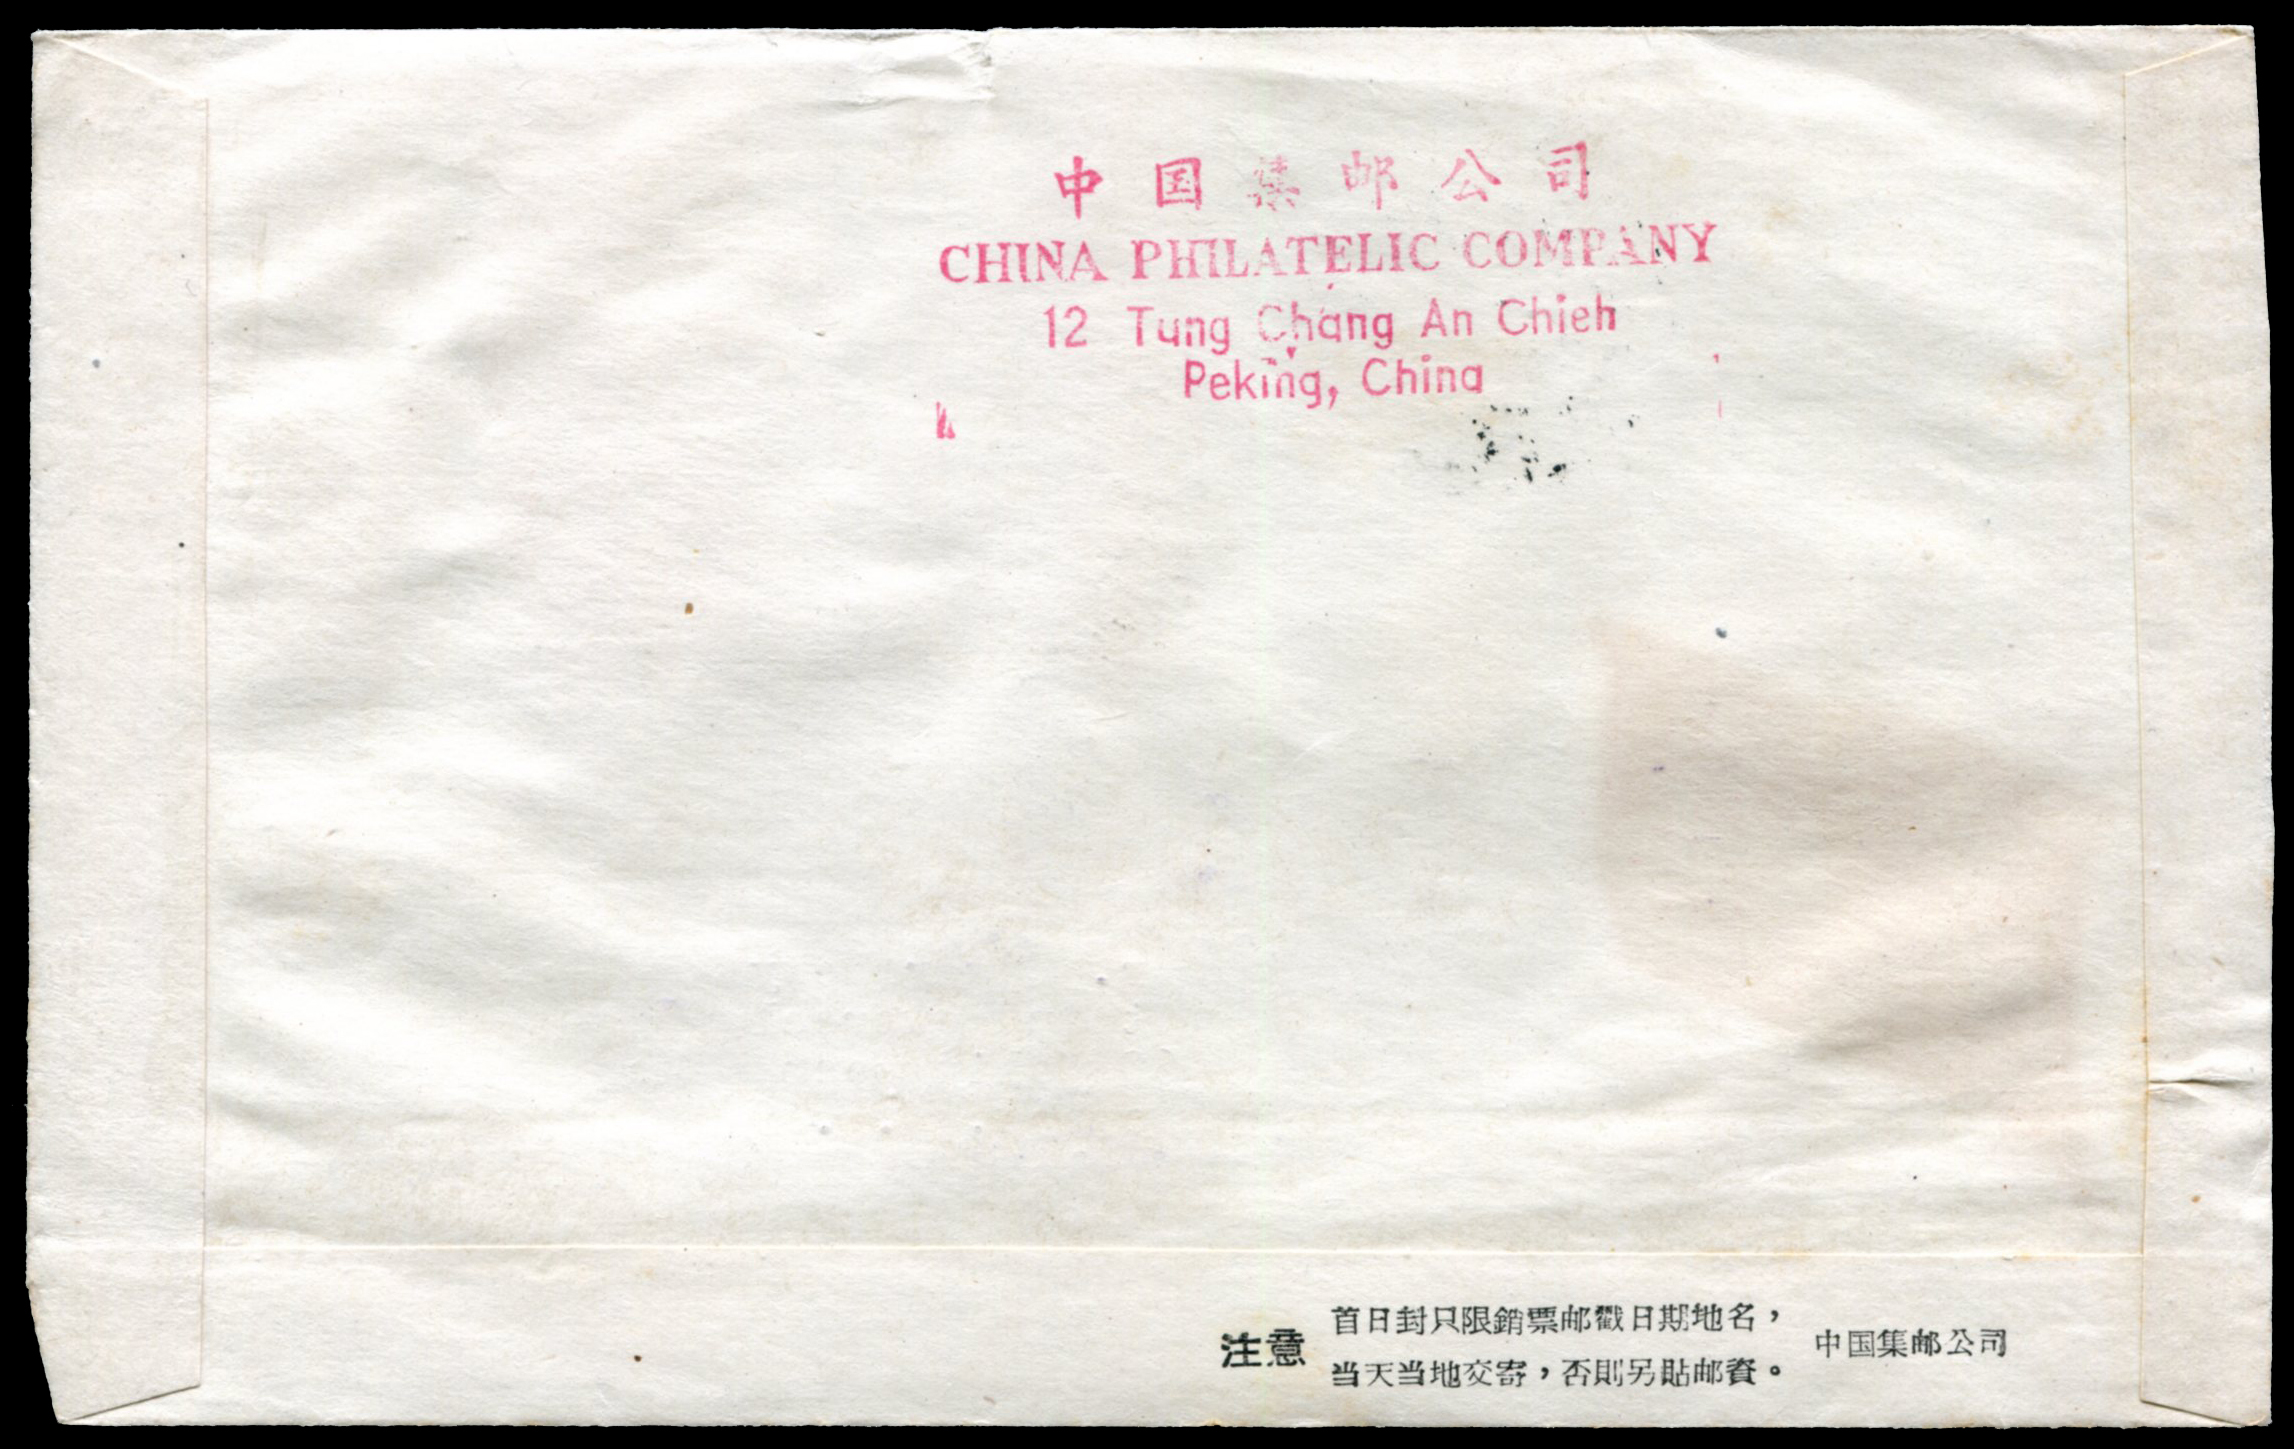 中国集邮公司
CHINA PHILATELIC COMPANY
12 Tung Chang An Chieh
Peking, China
注意
首日封只限銷票邮戳日期地名，
当天当地交寄，否則另貼邮資。
中国集邮公司